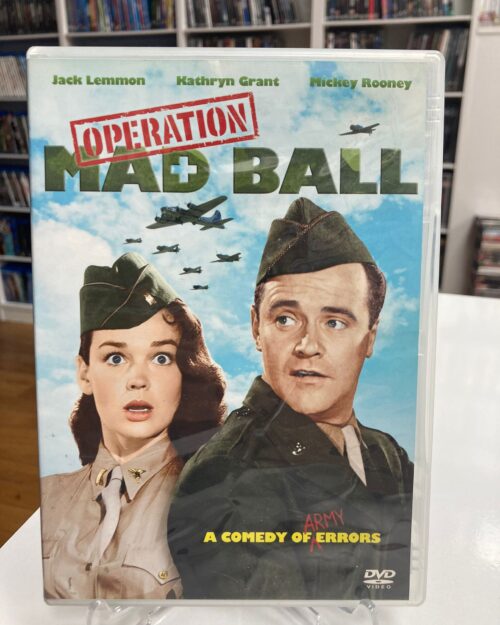 Jack Lemmon Kathryn Grant Mickey Rooney
OPERATION
MAD BALL
ARMY
A COMEDY OF ERRORS
DVD
VIDEO